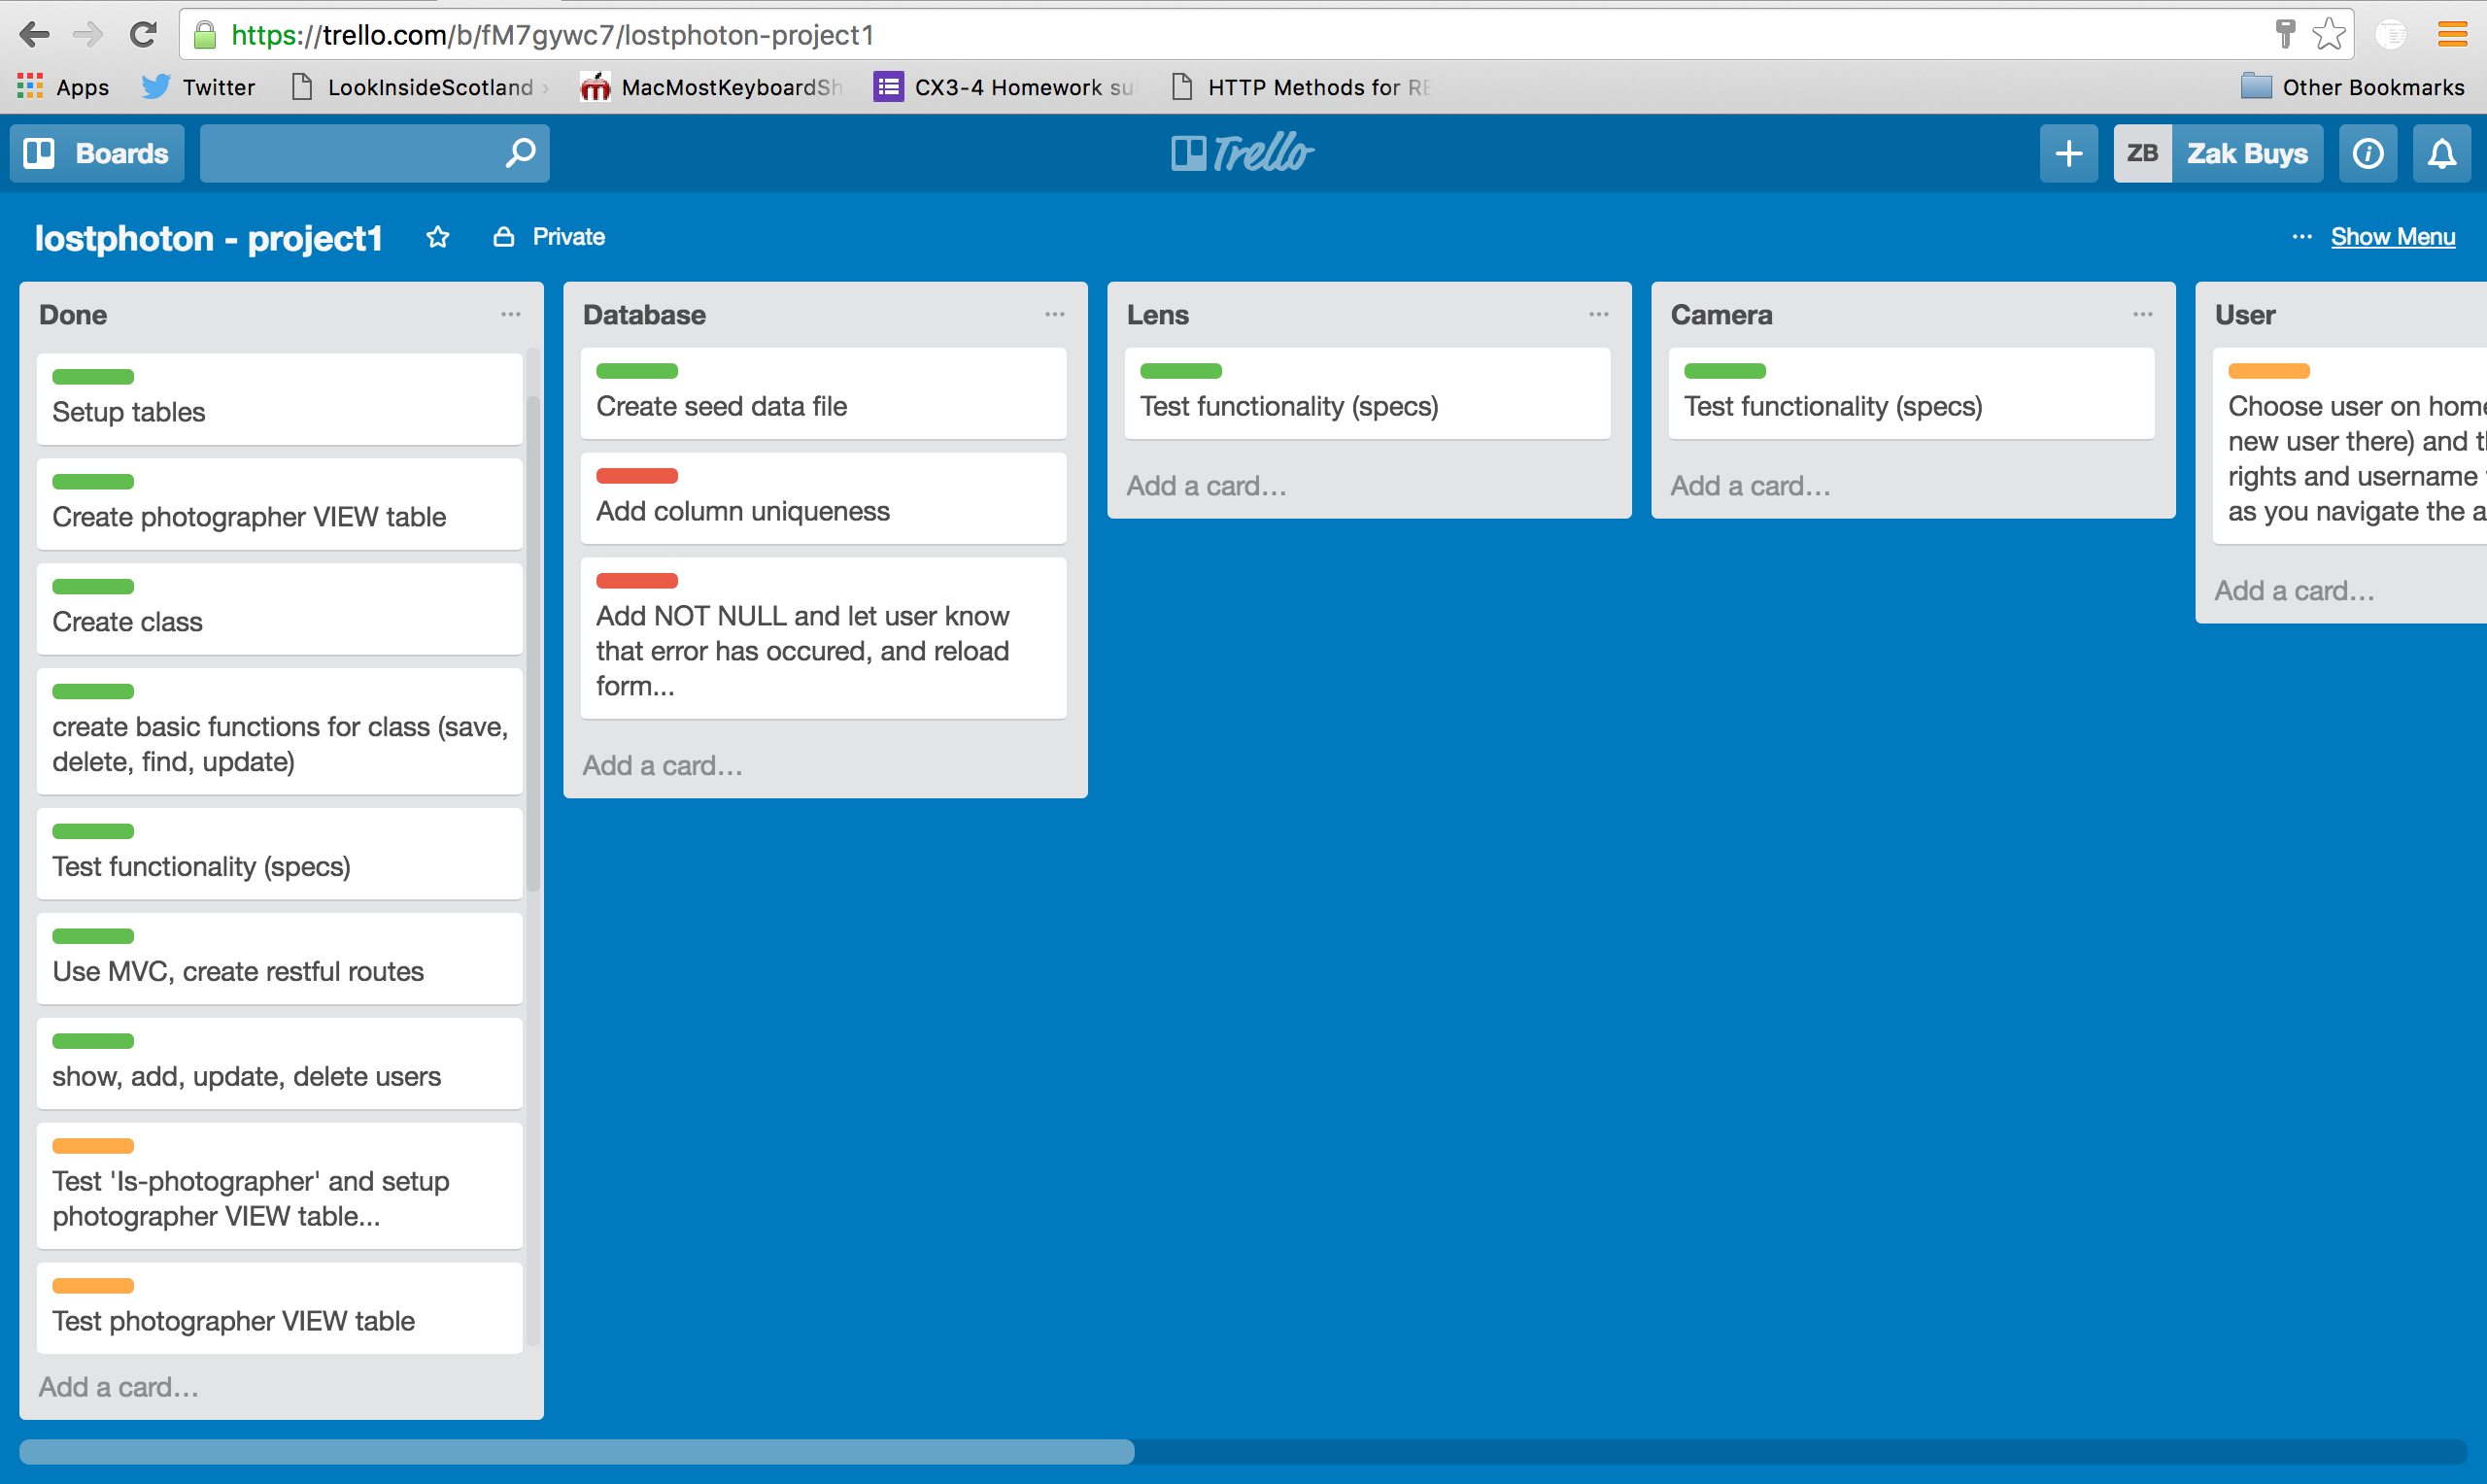 https://trello.com/b/fM7gywc7/lostphoton-project1
Apps Twitter LookInsideScotland MacMostKeyboardSh CX3-4 Homework su HTTP Methods for RE Other Bookmarks
Boards Trello ZB Zak Buys
lostphoton - project1 Private ... Show Menu
Done ...
Setup tables
Create photographer VIEW table
Create class
create basic functions for class (save,
delete, find, update)
Test functionality (specs)
Use MVC, create restful routes
show, add, update, delete users
Test 'Is-photographer' and setup
photographer VIEW table...
Test photographer VIEW table
Add a card...
Database ...
Create seed data file
Add column uniqueness
Add NOT NULL and let user know
that error has occured, and reload
form...
Add a card...
Lens ...
Test functionality (specs)
Add a card...
Camera ...
Test functionality (specs)
Add a card...
User
Choose user on home
new user there) and t
rights and username
as you navigate the a
Add a card...